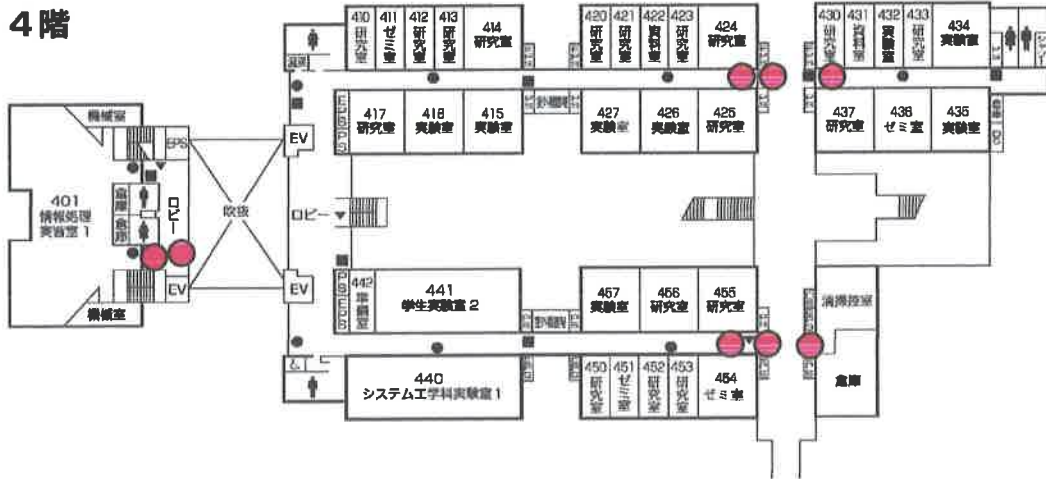 4階
410 研究室
411 ゼミ室
412 研究室
413 研究室
414 研究室
420 研究室
421 研究室
422 資料室
423 研究室
424 研究室
430 研究室
431 資料室
432 実験室
433 研究室
434 実験室
417 研究室
418 実験室
415 実験室
427 実験室
426 実験室
425 研究室
437 研究室
436 ゼミ室
435 実験室
EPS
PS
機械室
EPS
EV
401
情報処理
実習室1
倉庫
倉庫
ロビー
吹抜
ロビー
EV
EV
機械室
PS
EPS
442 準備室
441
学生実験室2
457 実験室
456 研究室
455 研究室
清掃控室
440
システム工学科実験室1
450 研究室
451 ゼミ室
452 研究室
453 研究室
454 ゼミ室
倉庫